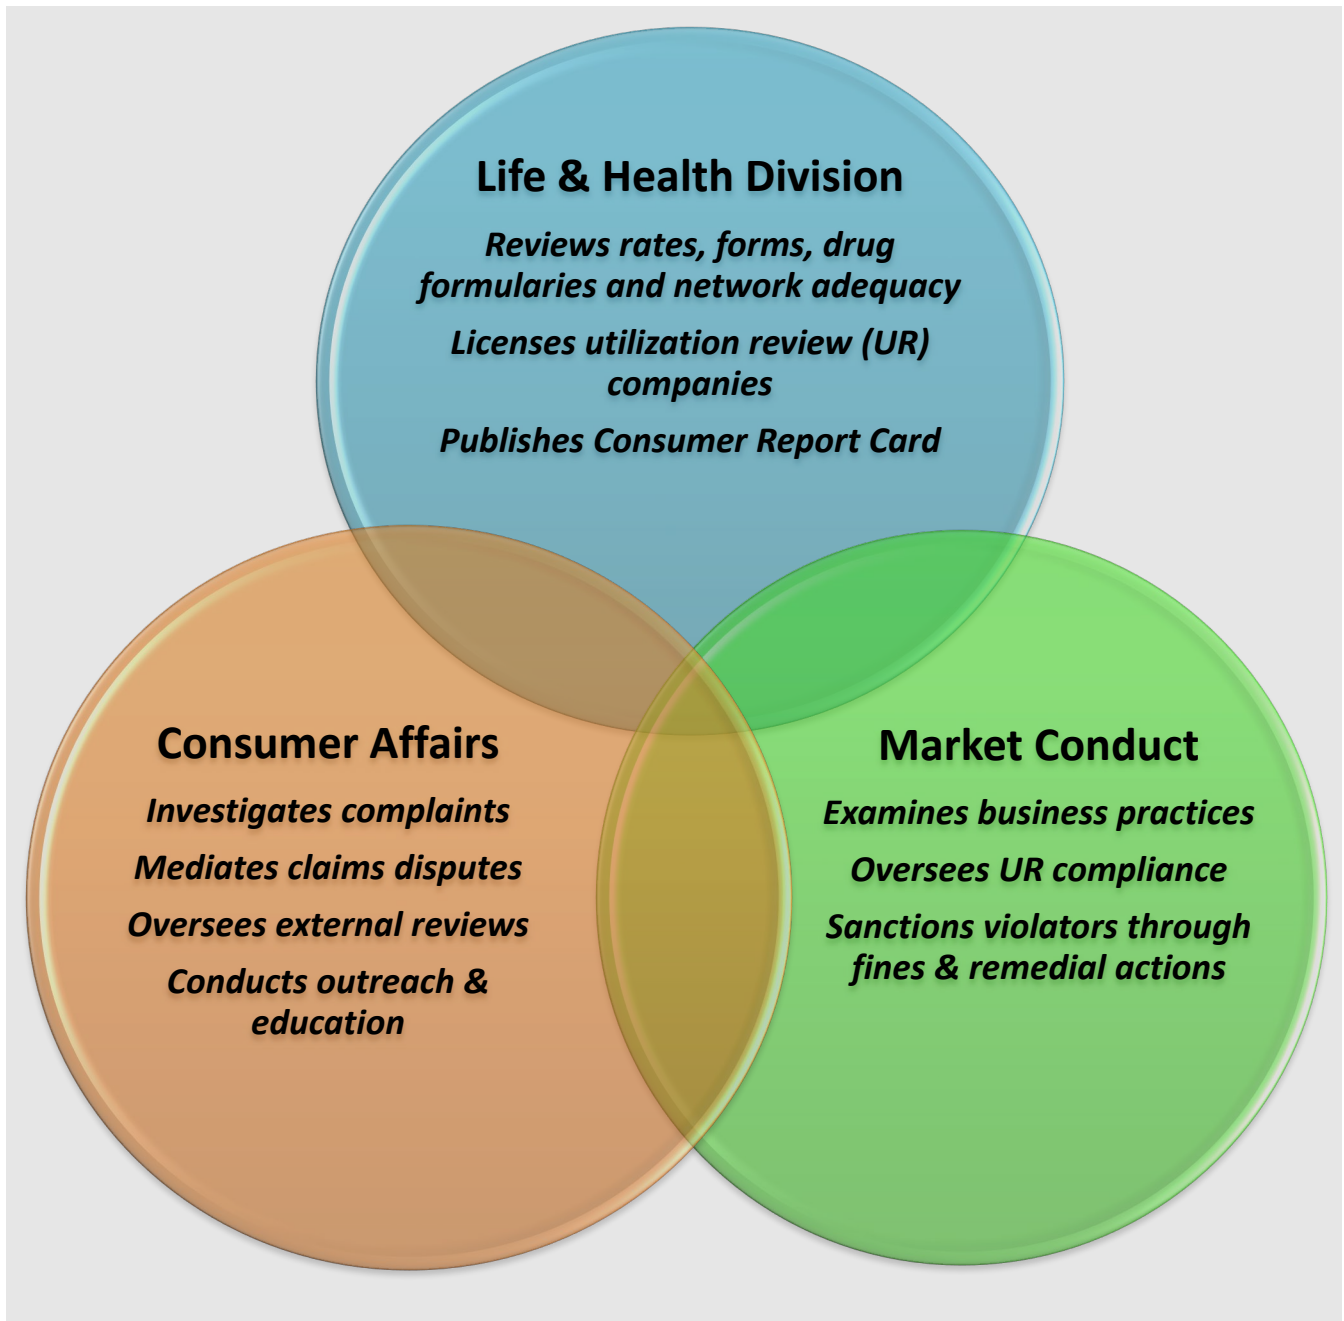 Life & Health Division
Reviews rates, forms, drug
formularies and network adequacy
Licenses utilization review (UR)
companies
Publishes Consumer Report Card
Consumer Affairs
Investigates complaints
Mediates claims disputes
Oversees external reviews
Conducts outreach &
education
Market Conduct
Examines business practices
Oversees UR compliance
Sanctions violators through
fines & remedial actions